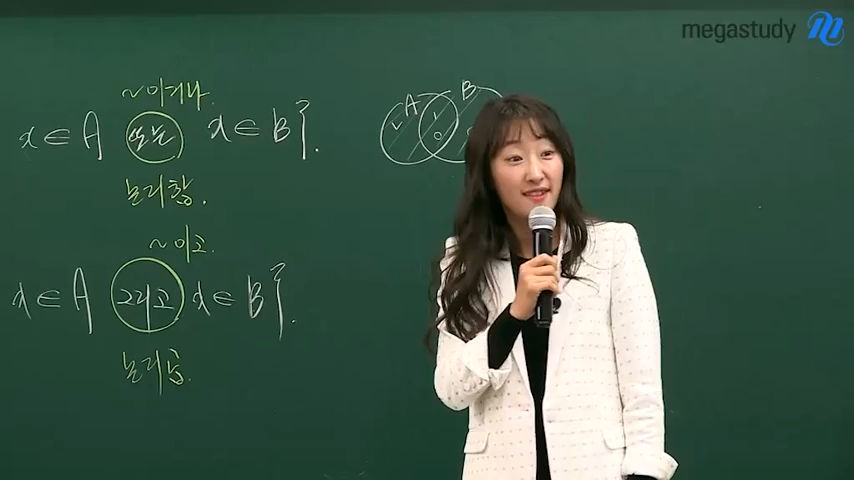 megastudy
~이거나.
x ∈ A 또는 x ∈ B}.
논리합.
A B
~이고.
x ∈ A 그리고 x ∈ B}.
논리곱.